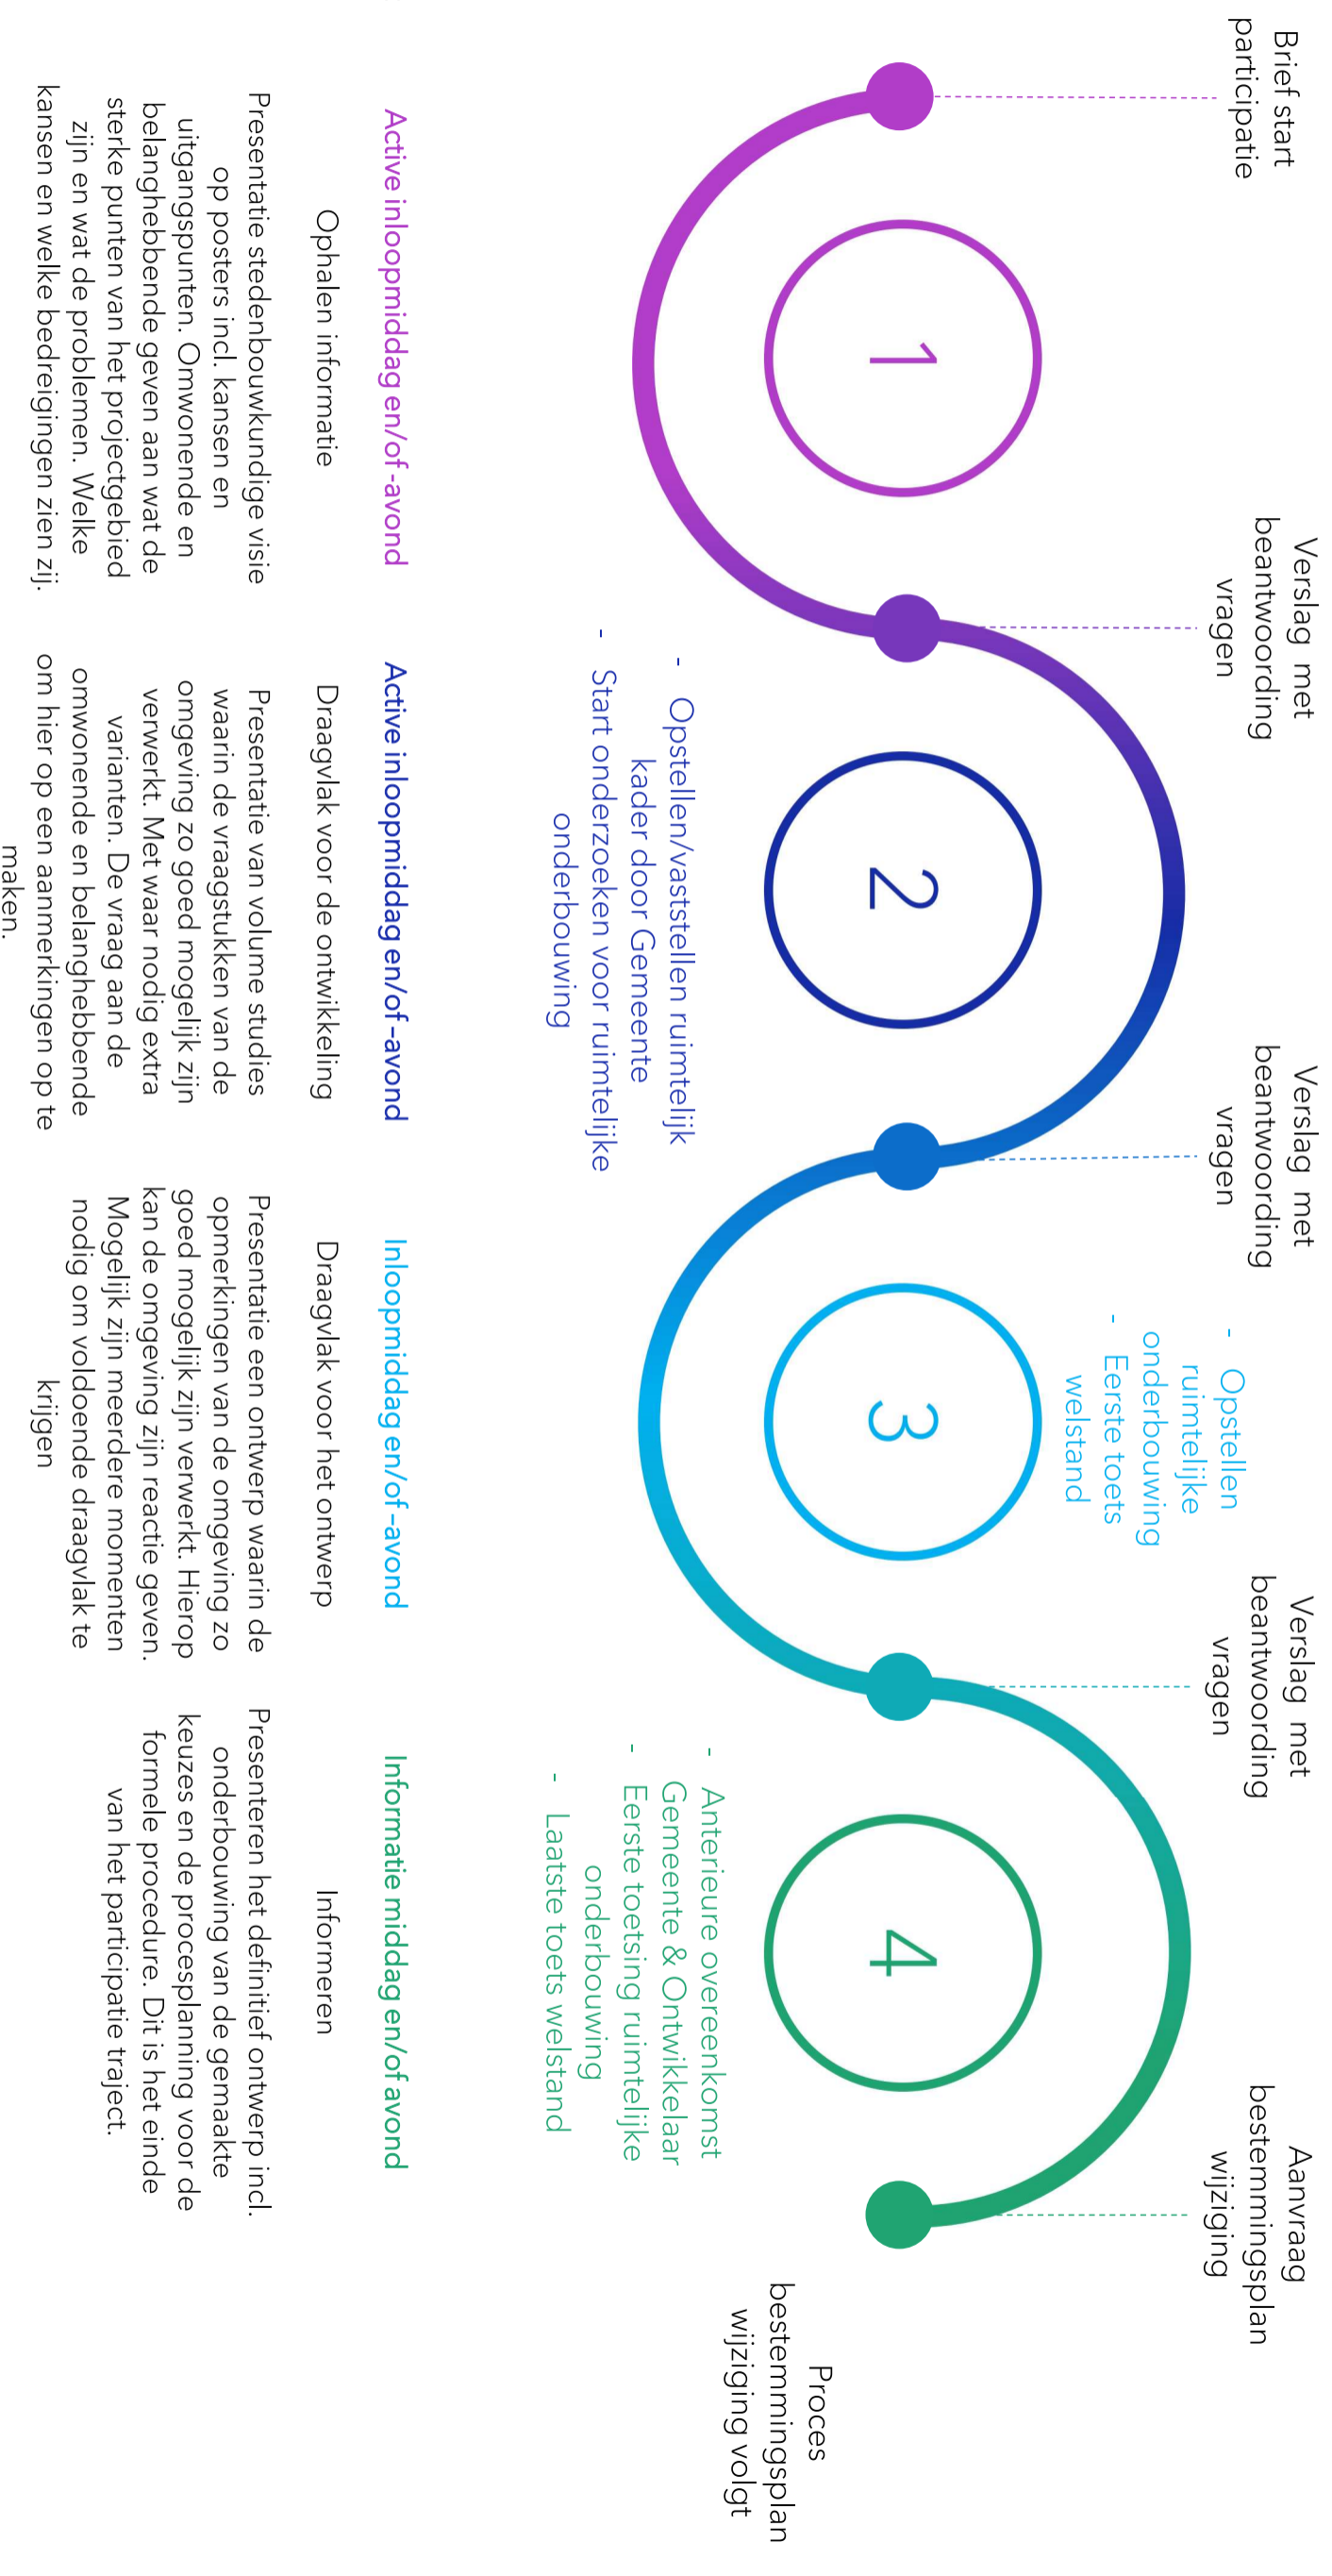 Brief start
participatie
Verslag met
beantwoording
vragen
Verslag met
beantwoording
vragen
Verslag met
beantwoording
vragen
Aanvraag
bestemmingsplan
wijziging
- Opstellen
ruimtelijke
onderbouwing
- Eerste toets
welstand
1
2
3
4
Proces
bestemmingsplan
wijziging volgt
- Opstellen/vaststellen ruimtelijk
kader door Gemeente
- Start onderzoeken voor ruimtelijke
onderbouwing
- Anterieure overeenkomst
Gemeente & Ontwikkelaar
- Eerste toetsing ruimtelijke
onderbouwing
- Laatste toets welstand
Active inloopmiddag en/of -avond
Ophalen informatie
Presentatie stedenbouwkundige visie
op posters incl. kansen en
uitgangspunten. Omwonende en
belanghebbende geven aan wat de
sterke punten van het projectgebied
zijn en wat de problemen. Welke
kansen en welke bedreigingen zien zij.
Active inloopmiddag en/of -avond
Draagvlak voor de ontwikkeling
Presentatie van volume studies
waarin de vraagstukken van de
omgeving zo goed mogelijk zijn
verwerkt. Met waar nodig extra
varianten. De vraag aan de
omwonende en belanghebbende
om hier op een aanmerkingen op te
maken.
Inloopmiddag en/of -avond
Draagvlak voor het ontwerp
Presentatie een ontwerp waarin de
opmerkingen van de omgeving zo
goed mogelijk zijn verwerkt. Hierop
kan de omgeving zijn reactie geven.
Mogelijk zijn meerdere momenten
nodig om voldoende draagvlak te
krijgen
Informatie middag en/of avond
Informeren
Presenteren het definitief ontwerp incl.
onderbouwing van de gemaakte
keuzes en de procesplanning voor de
formele procedure. Dit is het einde
van het participatie traject.